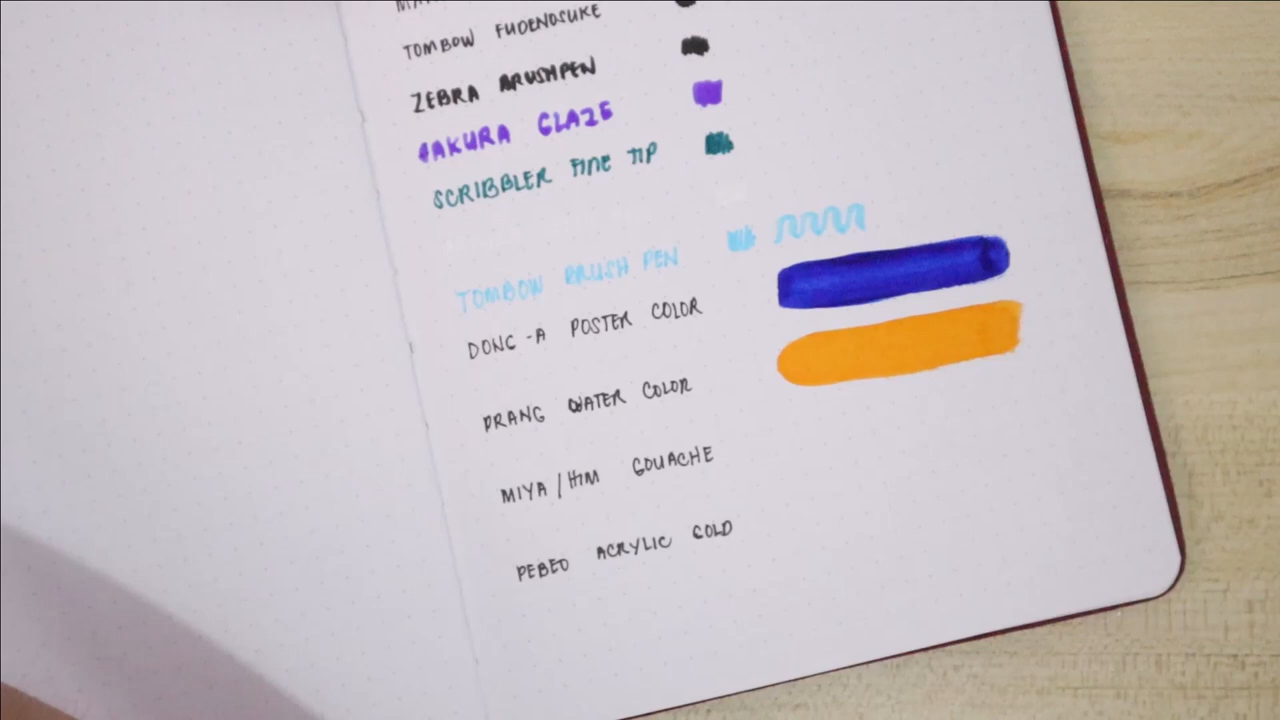 TOMBOW FUDENOSUKE
ZEBRA BRUSHPEN
SAKURA GLAZE
SCRIBBLER FINE TIP
TOMBOW BRUSH PEN
DONG-A POSTER COLOR
PRANG WATER COLOR
MIYA/HIM GOUACHE
PEBEO ACRYLIC GOLD